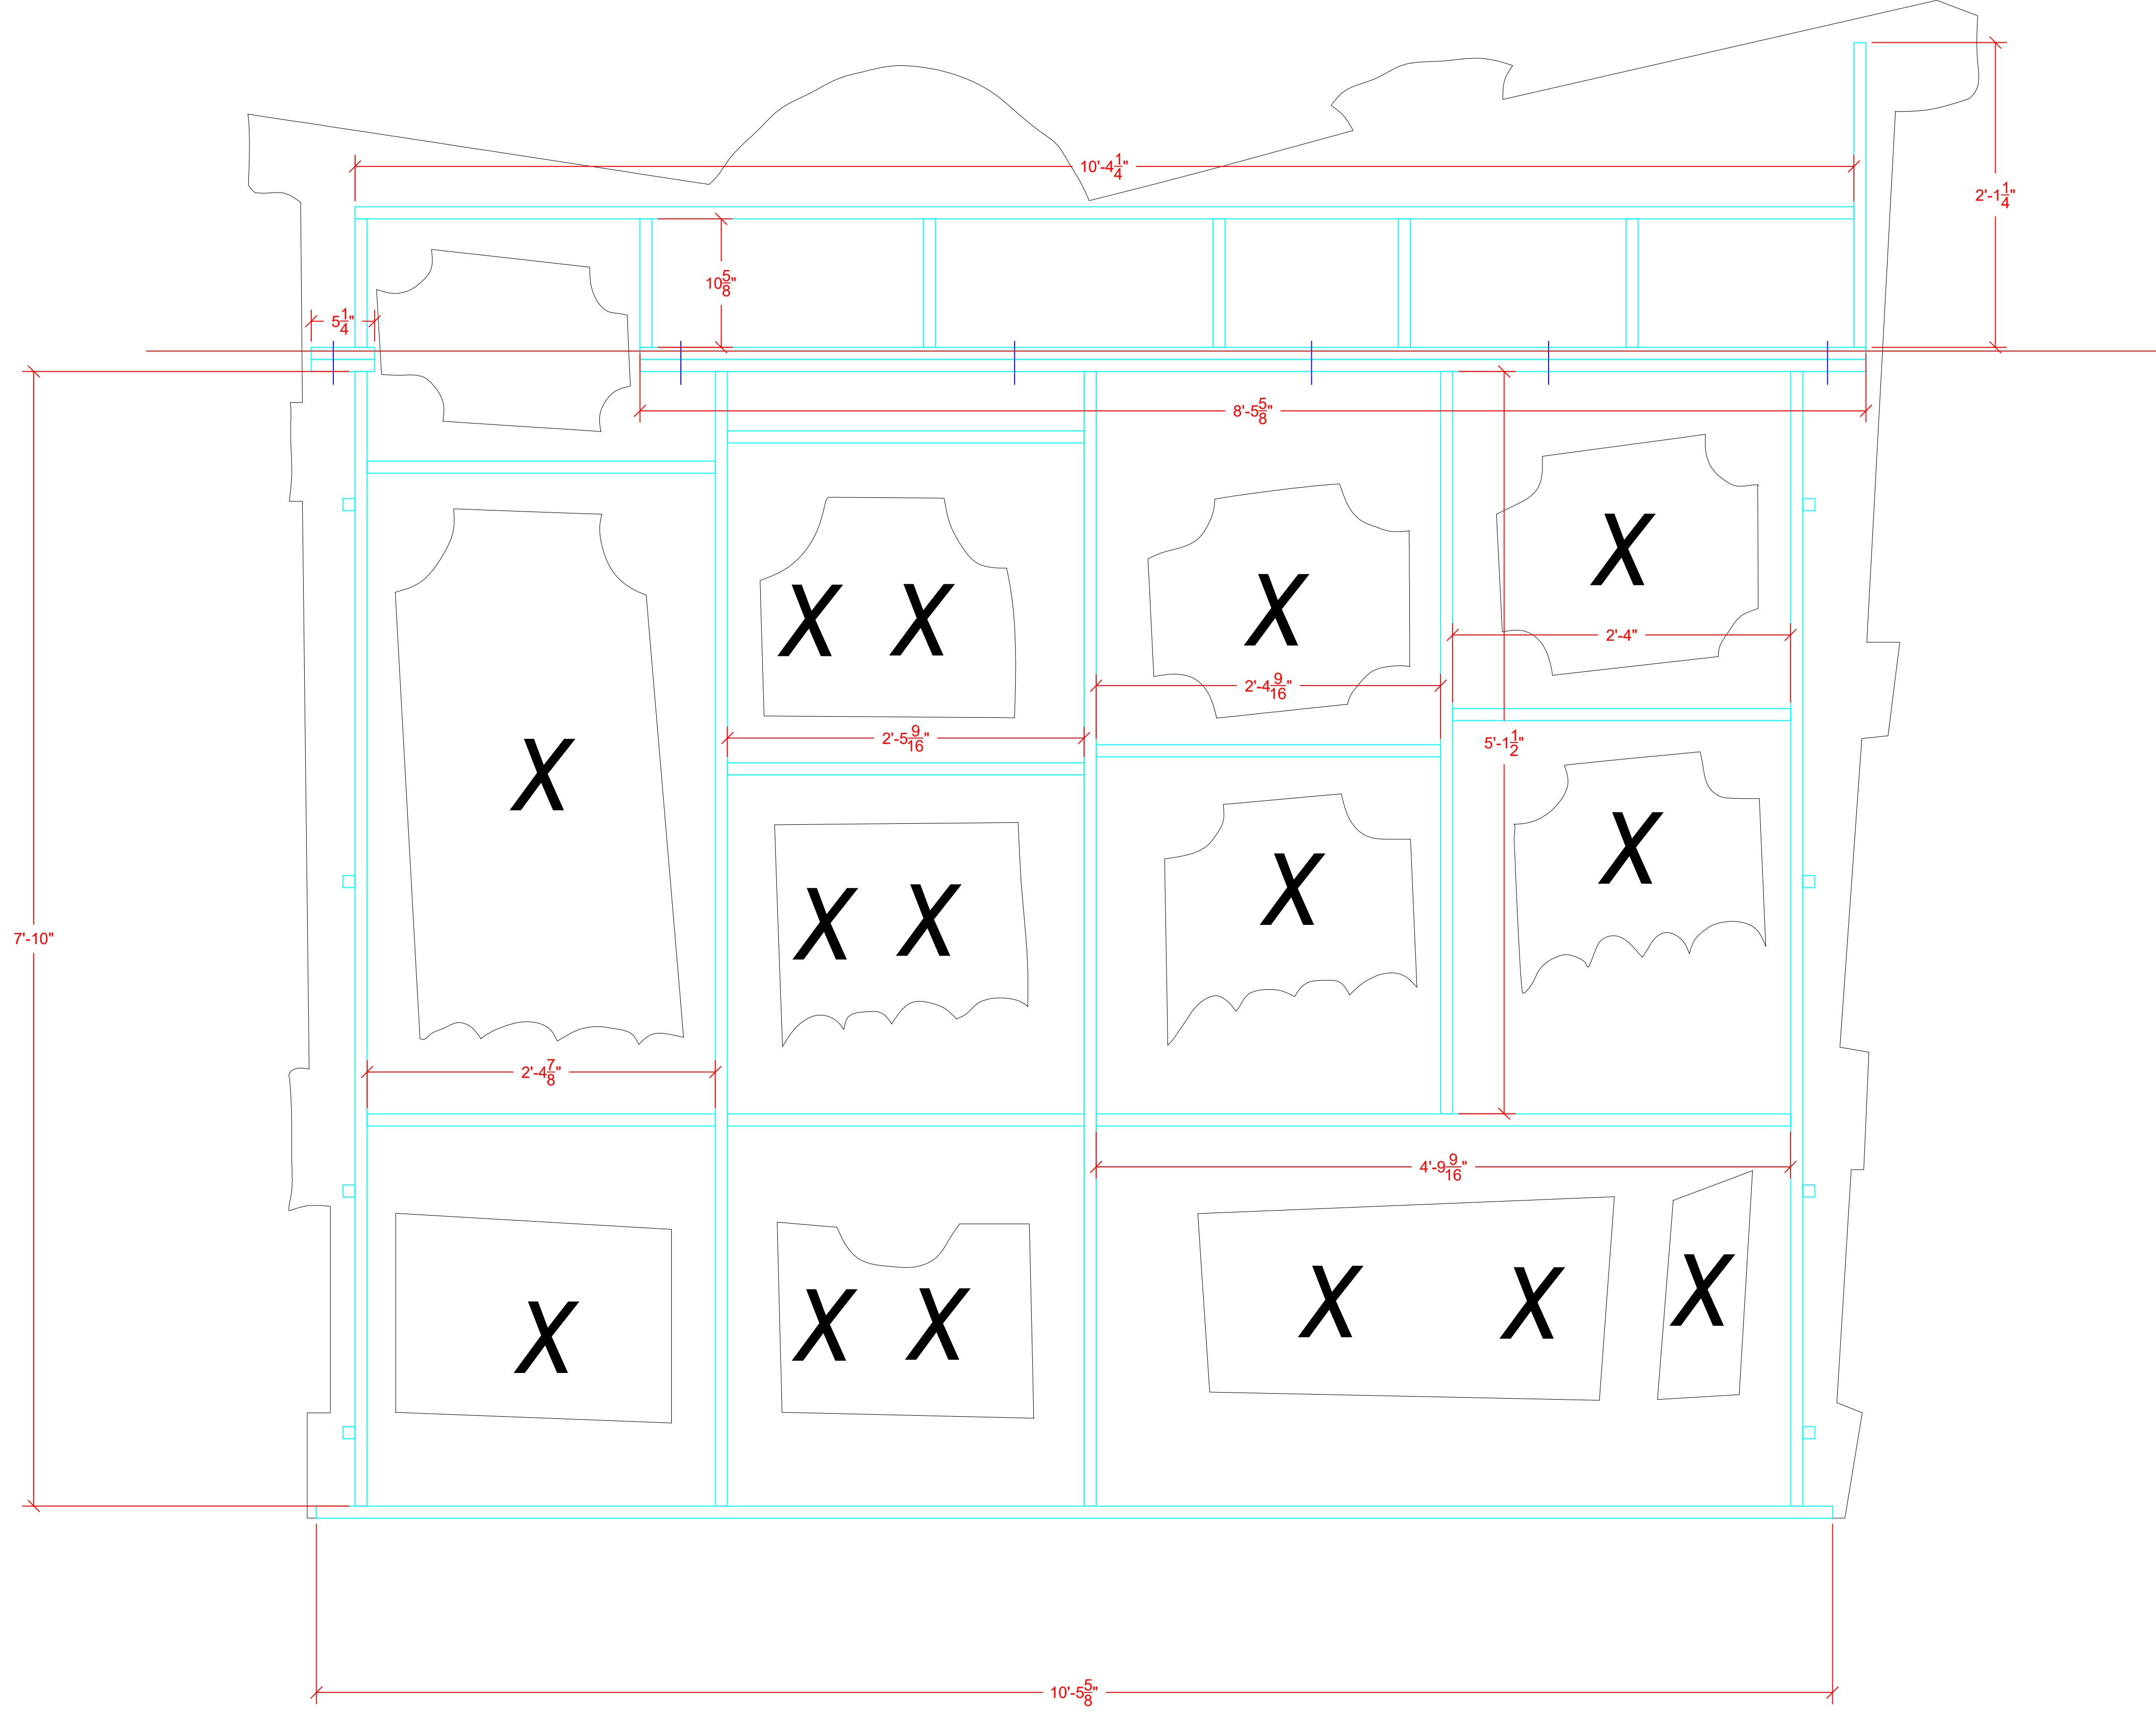 10'-4 1/4"
2'-1 1/4"
10 5/8"
5 1/4"
8'-5 5/8"
X
X X
X
2'-4"
2'-4 9/16"
2'-5 9/16"
5'-1 1/2"
X
X
X
X X
7'-10"
2'-4 7/8"
4'-9 9/16"
X
X X
X X
X
10'-5 5/8"